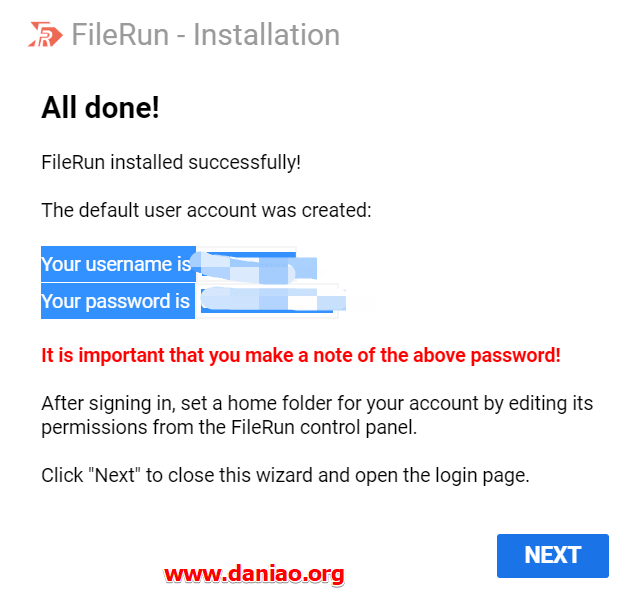 FileRun - Installation
All done!
FileRun installed successfully!
The default user account was created:
Your username is
Your password is
It is important that you make a note of the above password!
After signing in, set a home folder for your account by editing its
permissions from the FileRun control panel.
Click "Next" to close this wizard and open the login page.
NEXT
www.daniao.org